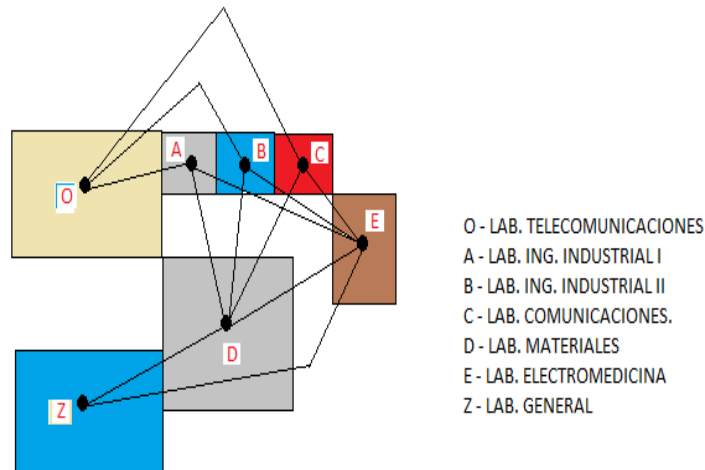 A
B
C
O
E
D
Z
O - LAB. TELECOMUNICACIONES
A - LAB. ING. INDUSTRIAL I
B - LAB. ING. INDUSTRIAL II
C - LAB. COMUNICACIONES.
D - LAB. MATERIALES
E - LAB. ELECTROMEDICINA
Z - LAB. GENERAL